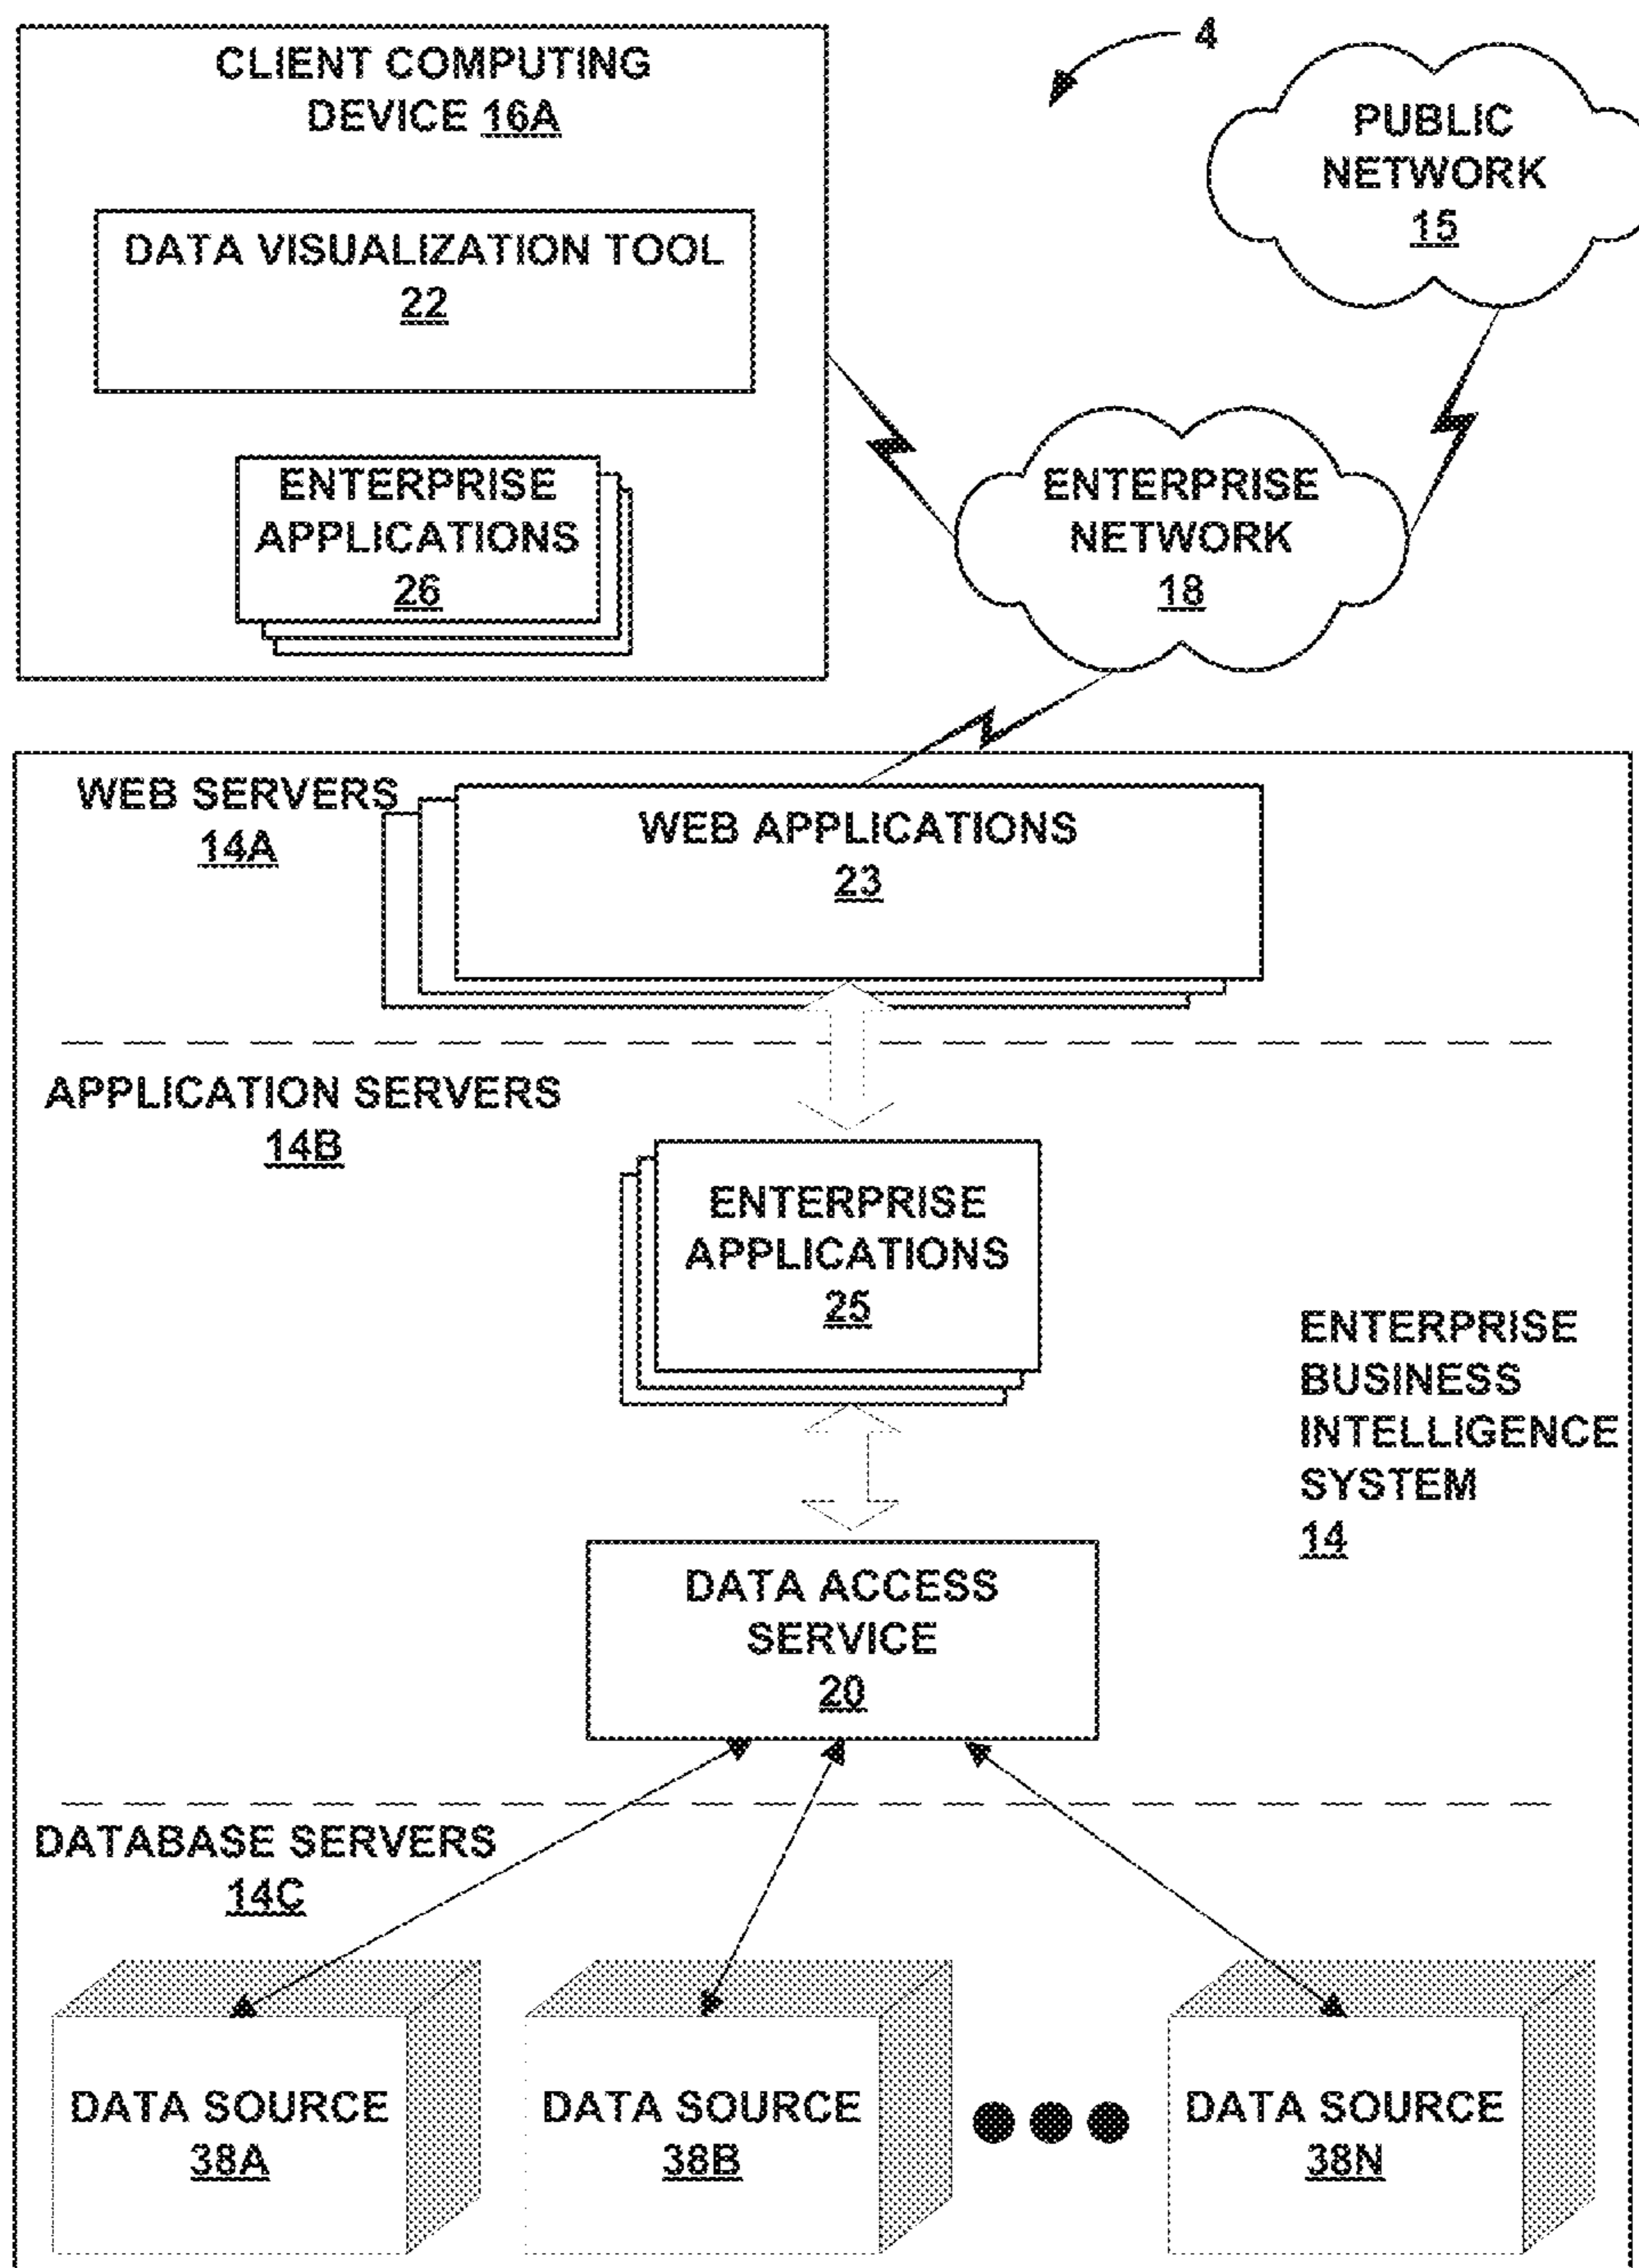 CLIENT COMPUTING
DEVICE 16A
DATA VISUALIZATION TOOL
22
ENTERPRISE
APPLICATIONS
26
4
PUBLIC
NETWORK
15
ENTERPRISE
NETWORK
18
WEB SERVERS
14A
WEB APPLICATIONS
23
APPLICATION SERVERS
14B
ENTERPRISE
APPLICATIONS
25
ENTERPRISE
BUSINESS
INTELLIGENCE
SYSTEM
14
DATA ACCESS
SERVICE
20
DATABASE SERVERS
14C
DATA SOURCE
38A
DATA SOURCE
38B
DATA SOURCE
38N